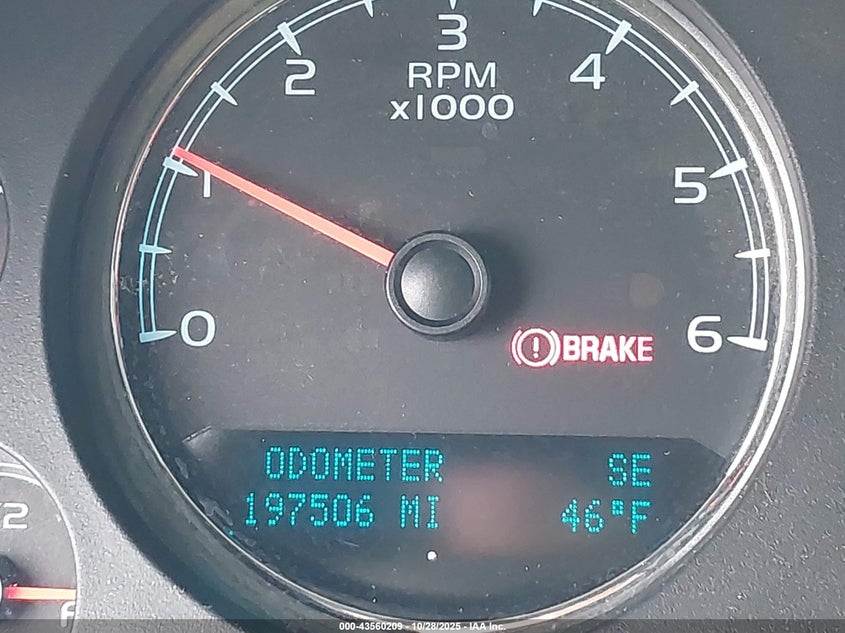 3
2
4
RPM
x1000
1
5
0
6
BRAKE
ODOMETER SE
197506 MI 46°F
000-43560209 - 10/28/2025 - IAA Inc.